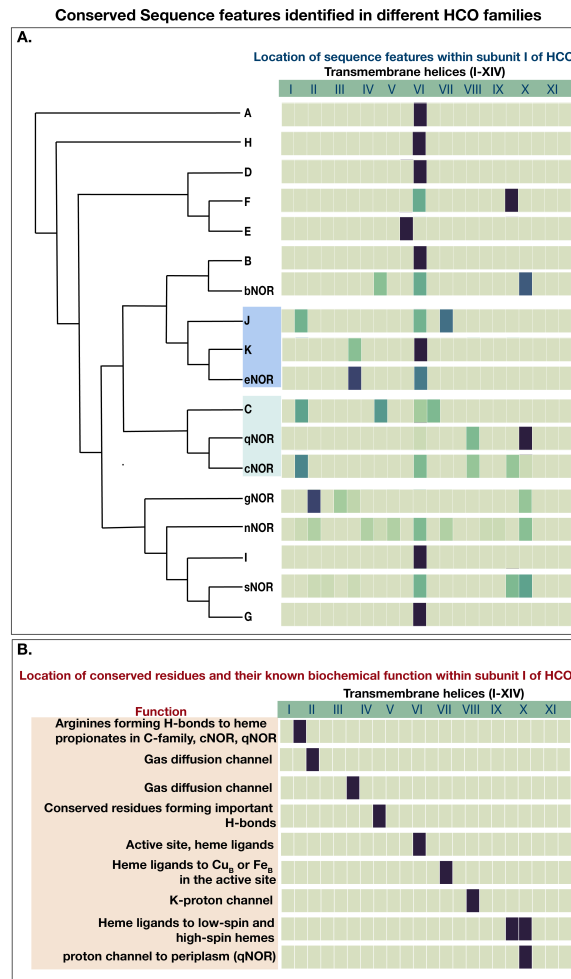 Conserved Sequence features identified in different HCO families
A.
Location of sequence features within subunit I of HCO
Transmembrane helices (I-XIV)
I II III IV V VI VII VIII IX X XI
A
H
D
F
E
B
bNOR
J
K
eNOR
C
qNOR
cNOR
gNOR
nNOR
I
sNOR
G
B.
Location of conserved residues and their known biochemical function within subunit I of HCO
Transmembrane helices (I-XIV)
Function
I II III IV V VI VII VIII IX X XI
Arginines forming H-bonds to heme
propionates in C-family, cNOR, qNOR
Gas diffusion channel
Gas diffusion channel
Conserved residues forming important
H-bonds
Active site, heme ligands
Heme ligands to CuB or FeB
in the active site
K-proton channel
Heme ligands to low-spin and
high-spin hemes
proton channel to periplasm (qNOR)